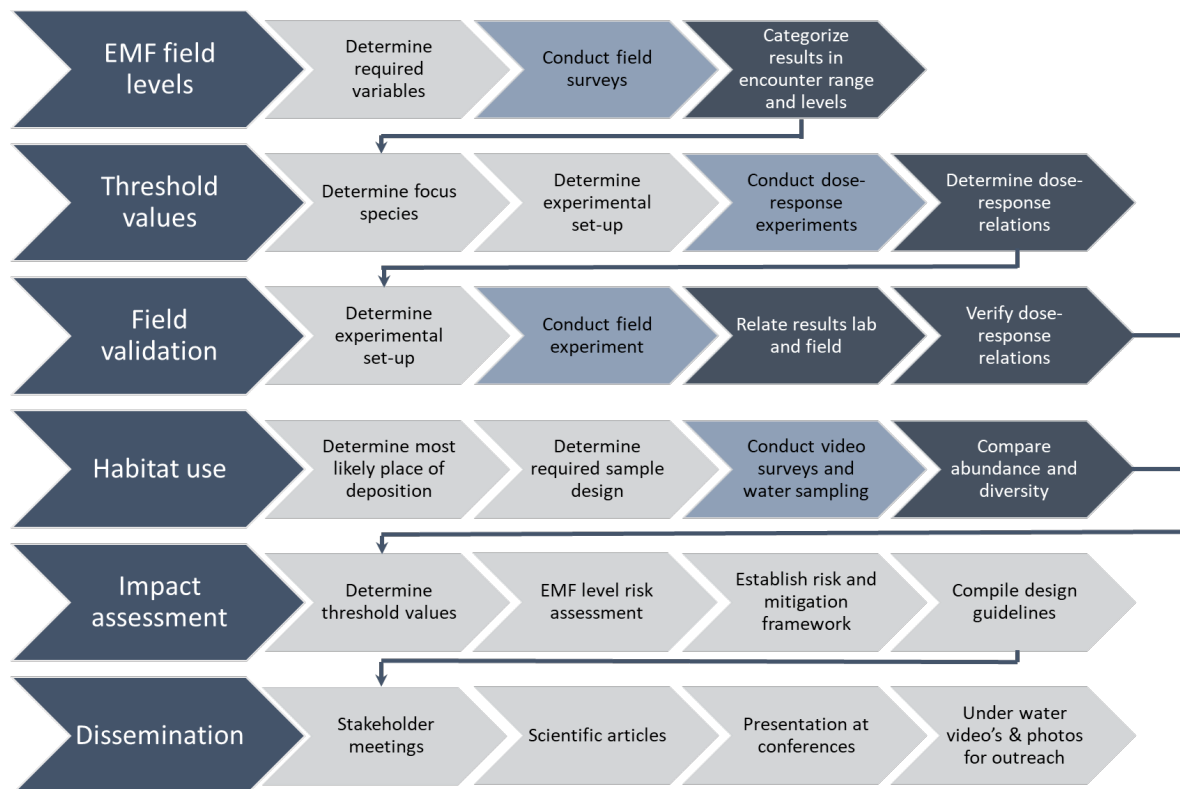 EMF field
levels
Determine
required
variables
Conduct field
surveys
Categorize
results in
encounter range
and levels
Threshold
values
Determine focus
species
Determine
experimental
set-up
Conduct dose-
response
experiments
Determine dose-
response
relations
Field
validation
Determine
experimental
set-up
Conduct field
experiment
Relate results lab
and field
Verify dose-
response
relations
Habitat use
Determine most
likely place of
deposition
Determine
required sample
design
Conduct video
surveys and
water sampling
Compare
abundance and
diversity
Impact
assessment
Determine
threshold values
EMF level risk
assessment
Establish risk and
mitigation
framework
Compile design
guidelines
Dissemination
Stakeholder
meetings
Scientific articles
Presentation at
conferences
Under water
video's & photos
for outreach